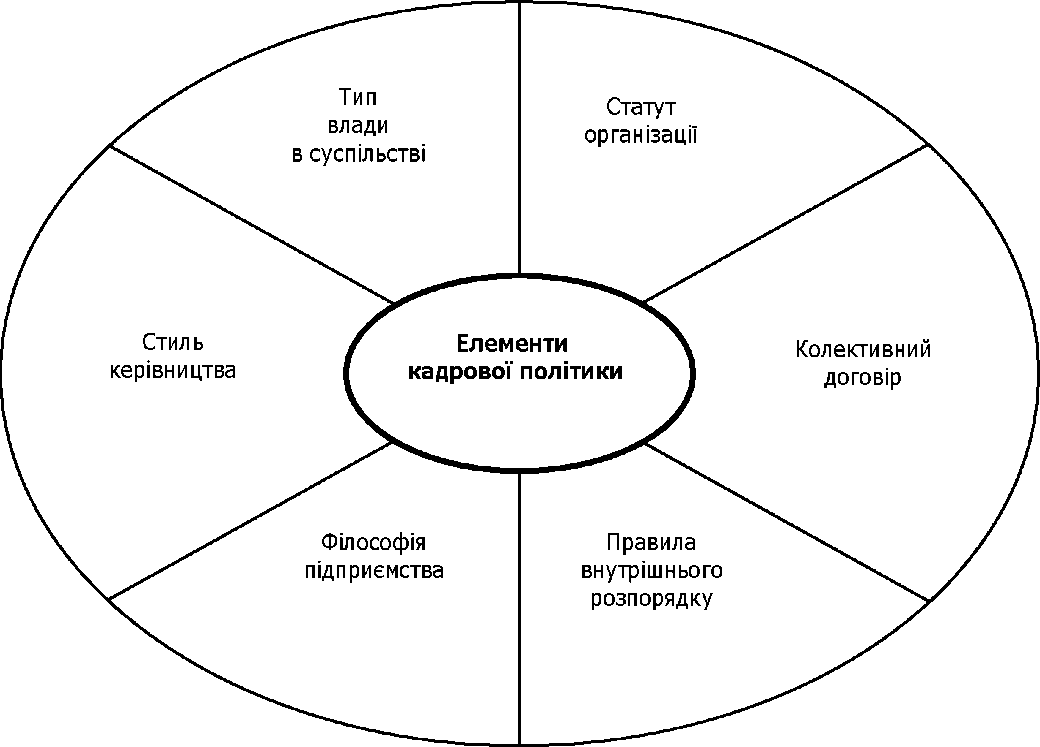 Тип
влади
в суспільстві
Статут
організації
Стиль
керівництва
Елементи
кадрової політики
Колективний
договір
Філософія
підприємства
Правила
внутрішнього
розпорядку